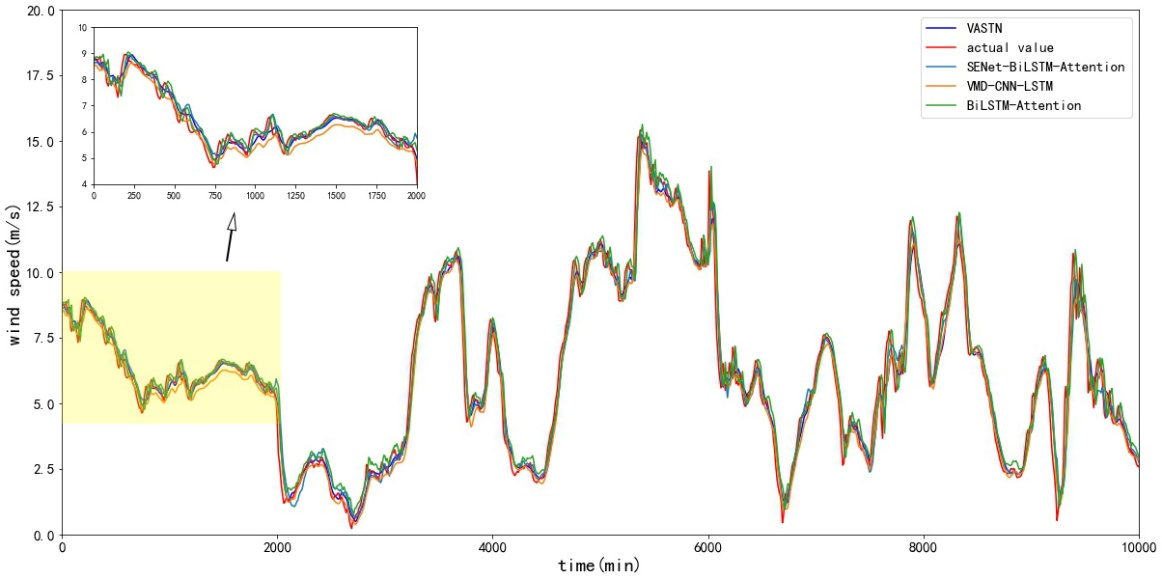 20.0
17.5
15.0
12.5
10.0
7.5
5.0
2.5
0.0
wind speed(m/s)
10
9
8
7
6
5
4
0 250 500 750 1000 1250 1500 1750 2000
VASTN
actual value
SENet-BiLSTM-Attention
VMD-CNN-LSTM
BiLSTM-Attention
0 2000 4000 6000 8000 10000
time(min)